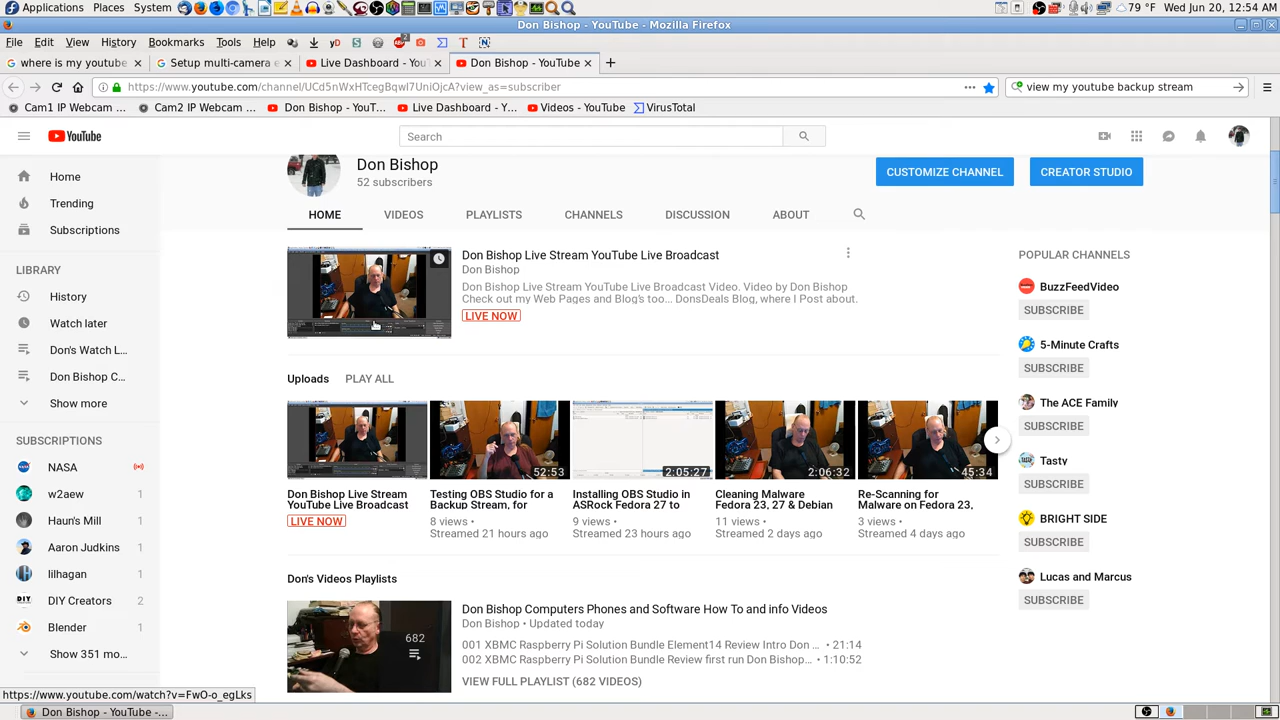 Applications Places System 2 79 °F Wed Jun 20, 12:54 AM
Don Bishop - YouTube - Mozilla Firefox
File Edit View History Bookmarks Tools Help yD S 2 T N
where is my youtube × Setup multi-camera e × Live Dashboard - YouT × Don Bishop - YouTube × +
https://www.youtube.com/channel/UCd5nWxHTcegBqwI7UniOjcA?view_as=subscriber view my youtube backup stream
Cam1 IP Webcam ... Cam2 IP Webcam ... Don Bishop - YouT... Live Dashboard - Y... Videos - YouTube VirusTotal
YouTube Search
Don Bishop
52 subscribers
CUSTOMIZE CHANNEL CREATOR STUDIO
HOME VIDEOS PLAYLISTS CHANNELS DISCUSSION ABOUT
Home
Trending
Subscriptions
LIBRARY
History
Watch later
Don's Watch L...
Don Bishop C...
Show more
SUBSCRIPTIONS
NASA
w2aew 1
Haun's Mill 1
Aaron Judkins 1
lilhagan 1
DIY Creators 2
Blender 1
Show 351 mo...
Don Bishop Live Stream YouTube Live Broadcast
Don Bishop
Don Bishop Live Stream YouTube Live Broadcast Video. Video by Don Bishop
Check out my Web Pages and Blog's too... DonsDeals Blog, where I Post about.
LIVE NOW
Uploads PLAY ALL
52:53 2:05:27 2:06:32 45:34
Don Bishop Live Stream
YouTube Live Broadcast
LIVE NOW
Testing OBS Studio for a
Backup Stream, for
8 views •
Streamed 21 hours ago
Installing OBS Studio in
ASRock Fedora 27 to
9 views •
Streamed 23 hours ago
Cleaning Malware
Fedora 23, 27 & Debian
11 views •
Streamed 2 days ago
Re-Scanning for
Malware on Fedora 23,
3 views •
Streamed 4 days ago
Don's Videos Playlists
682
Don Bishop Computers Phones and Software How To and info Videos
Don Bishop • Updated today
001 XBMC Raspberry Pi Solution Bundle Element14 Review Intro Don ... • 21:14
002 XBMC Raspberry Pi Solution Bundle Review first run Don Bishop... • 1:10:52
VIEW FULL PLAYLIST (682 VIDEOS)
POPULAR CHANNELS
BuzzFeedVideo
SUBSCRIBE
5-Minute Crafts
SUBSCRIBE
The ACE Family
SUBSCRIBE
Tasty
SUBSCRIBE
BRIGHT SIDE
SUBSCRIBE
Lucas and Marcus
SUBSCRIBE
https://www.youtube.com/watch?v=FwO-o_egLks
Don Bishop - YouTube -...